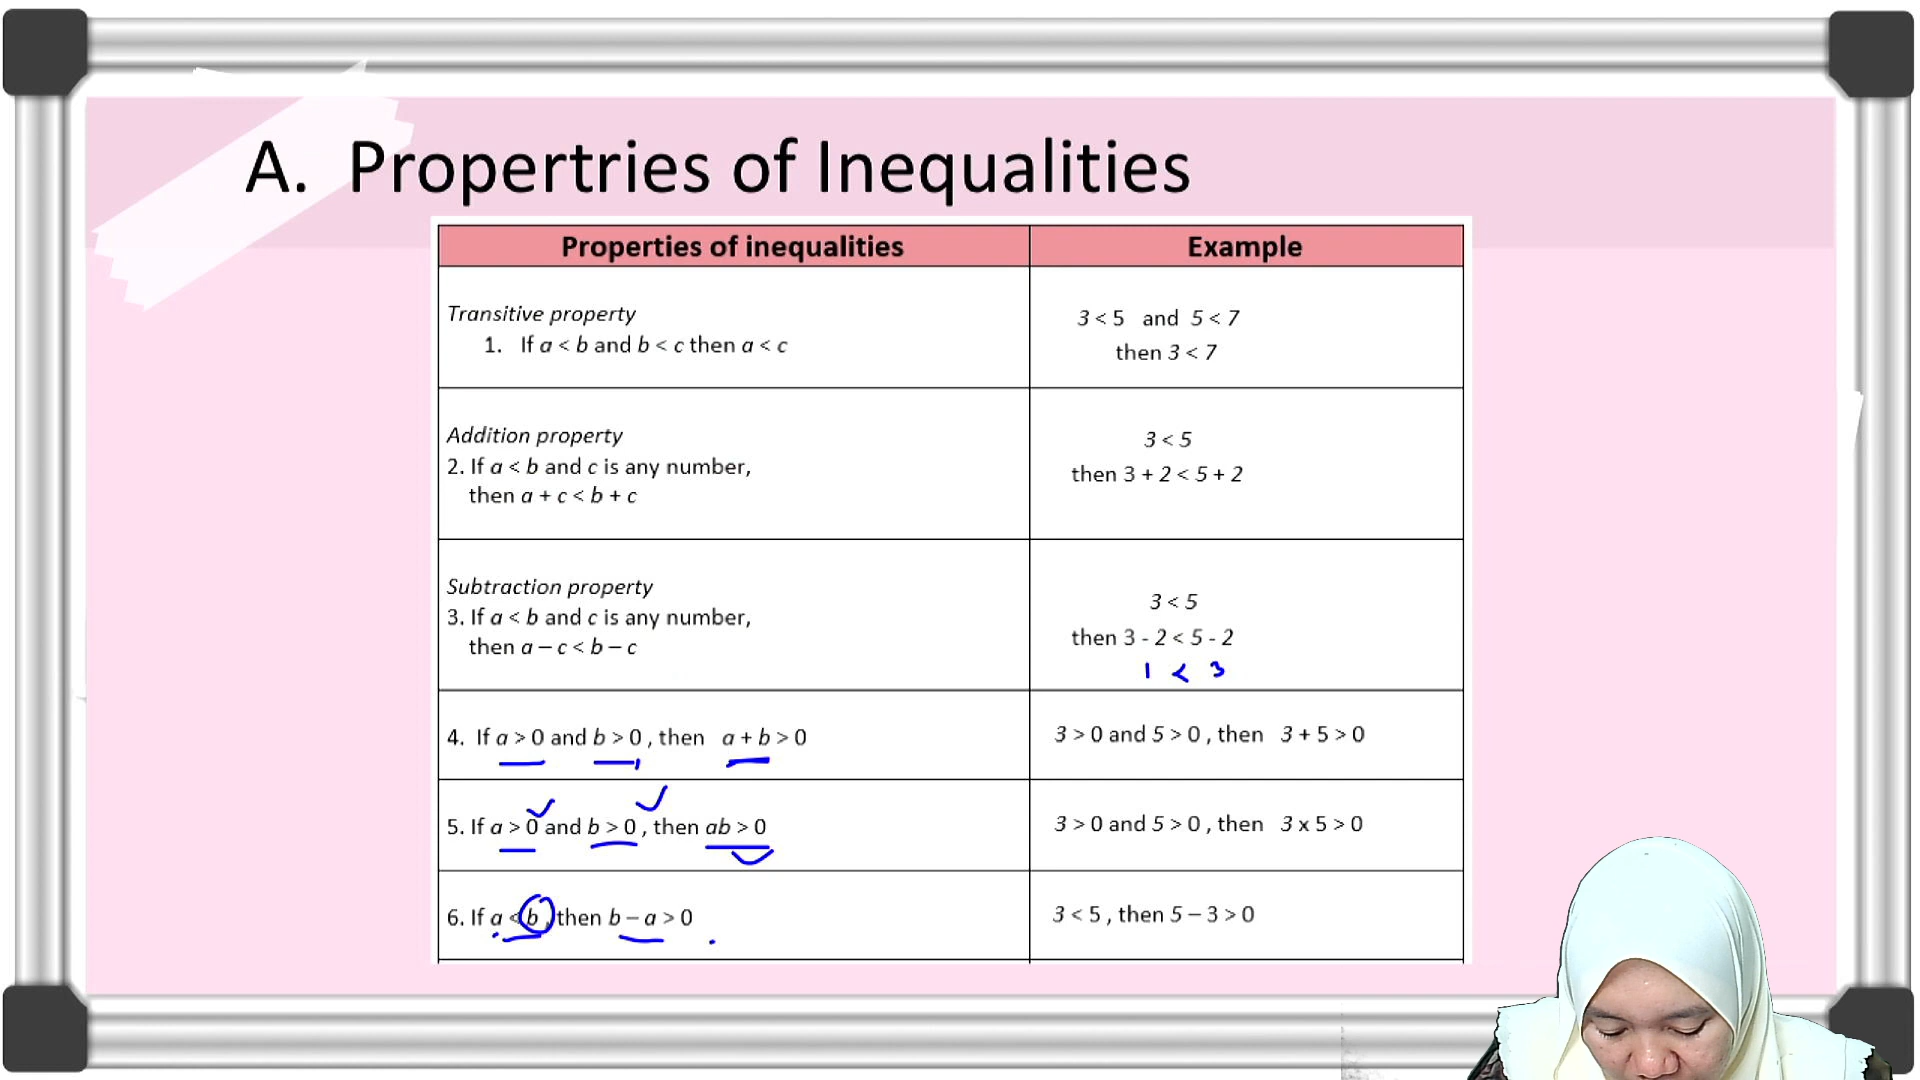 A. Propertries of Inequalities
Properties of inequalities
Example
Transitive property
1. If a < b and b < c then a < c
3 < 5 and 5 < 7
then 3 < 7
Addition property
2. If a < b and c is any number,
then a + c < b + c
3 < 5
then 3 + 2 < 5 + 2
Subtraction property
3. If a < b and c is any number,
then a – c < b – c
3 < 5
then 3 - 2 < 5 - 2
1 < 3
4. If a > 0 and b > 0 , then a + b > 0
3 > 0 and 5 > 0 , then 3 + 5 > 0
5. If a > 0 and b > 0 , then ab > 0
3 > 0 and 5 > 0 , then 3 x 5 > 0
6. If a < b , then b – a > 0
3 < 5 , then 5 – 3 > 0